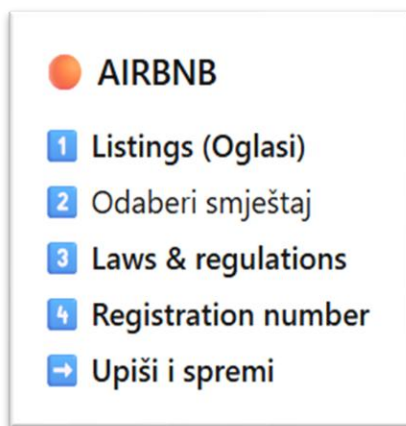 AIRBNB
1 Listings (Oglasi)
2 Odaberi smještaj
3 Laws & regulations
4 Registration number
➡ Upiši i spremi